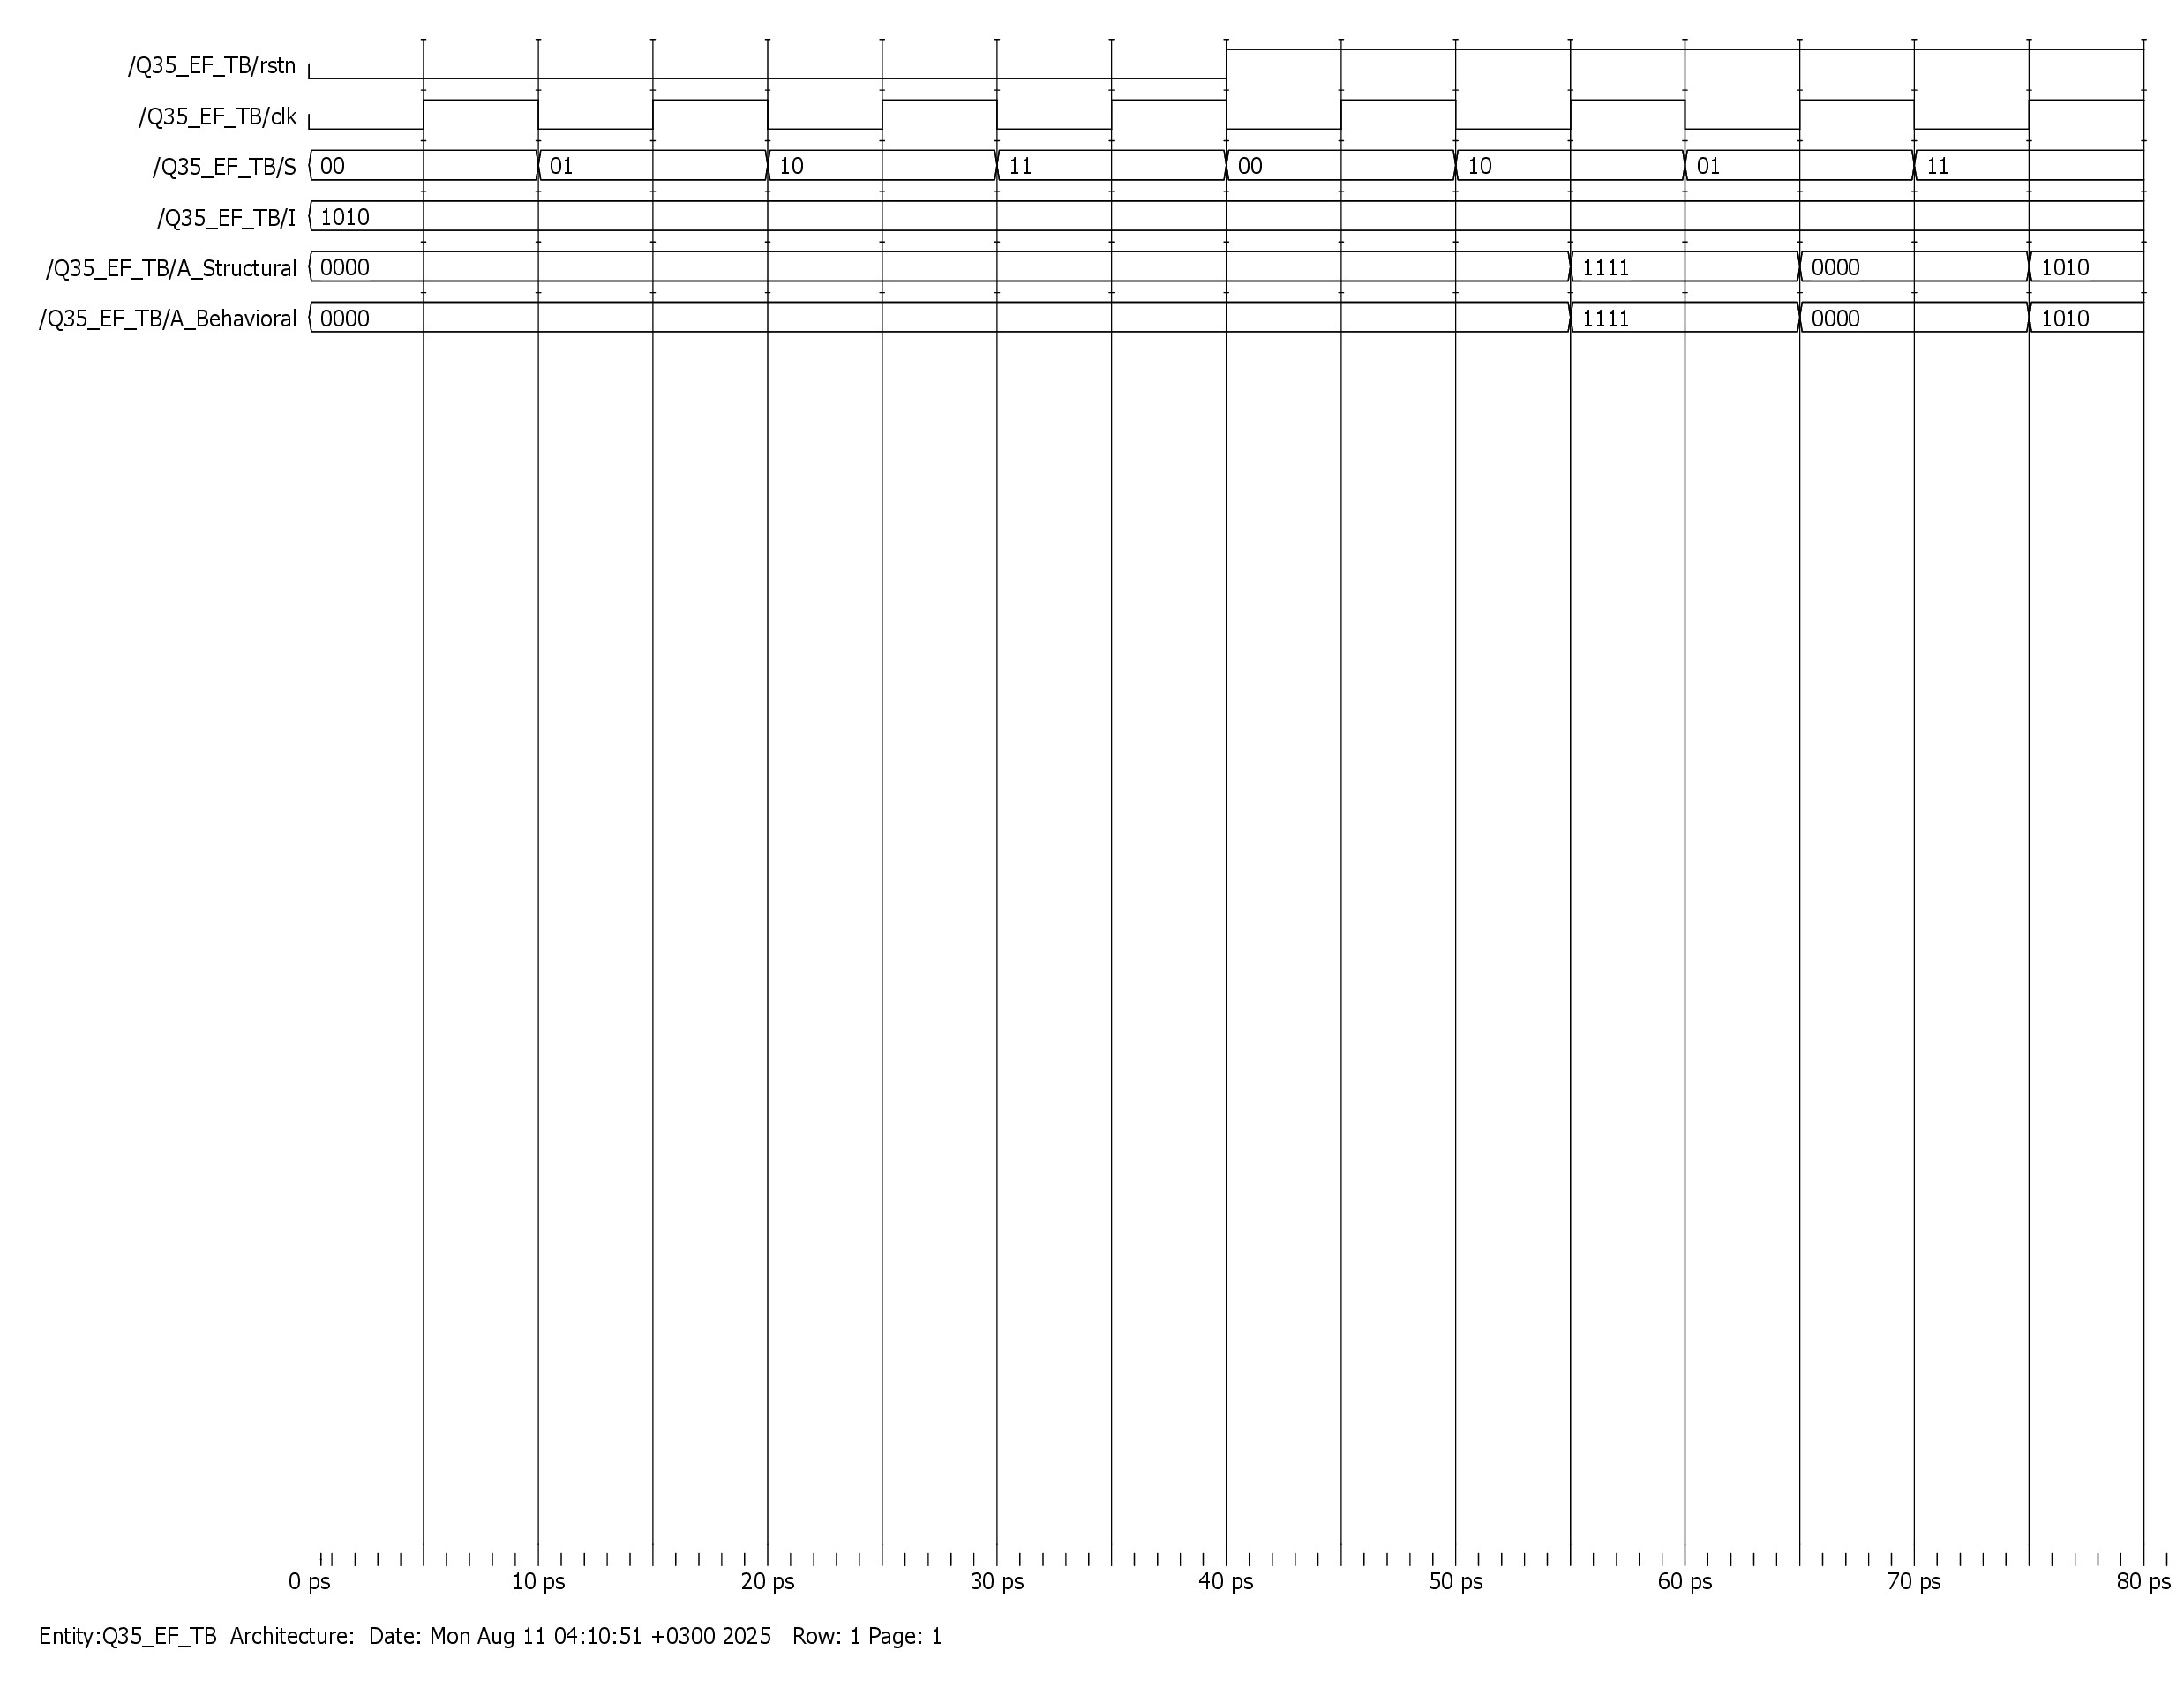 /Q35_EF_TB/rstn
/Q35_EF_TB/clk
/Q35_EF_TB/S 00 01 10 11 00 10 01 11
/Q35_EF_TB/I 1010
/Q35_EF_TB/A_Structural 0000 1111 0000 1010
/Q35_EF_TB/A_Behavioral 0000 1111 0000 1010
0 ps 10 ps 20 ps 30 ps 40 ps 50 ps 60 ps 70 ps 80 ps
Entity:Q35_EF_TB Architecture: Date: Mon Aug 11 04:10:51 +0300 2025 Row: 1 Page: 1